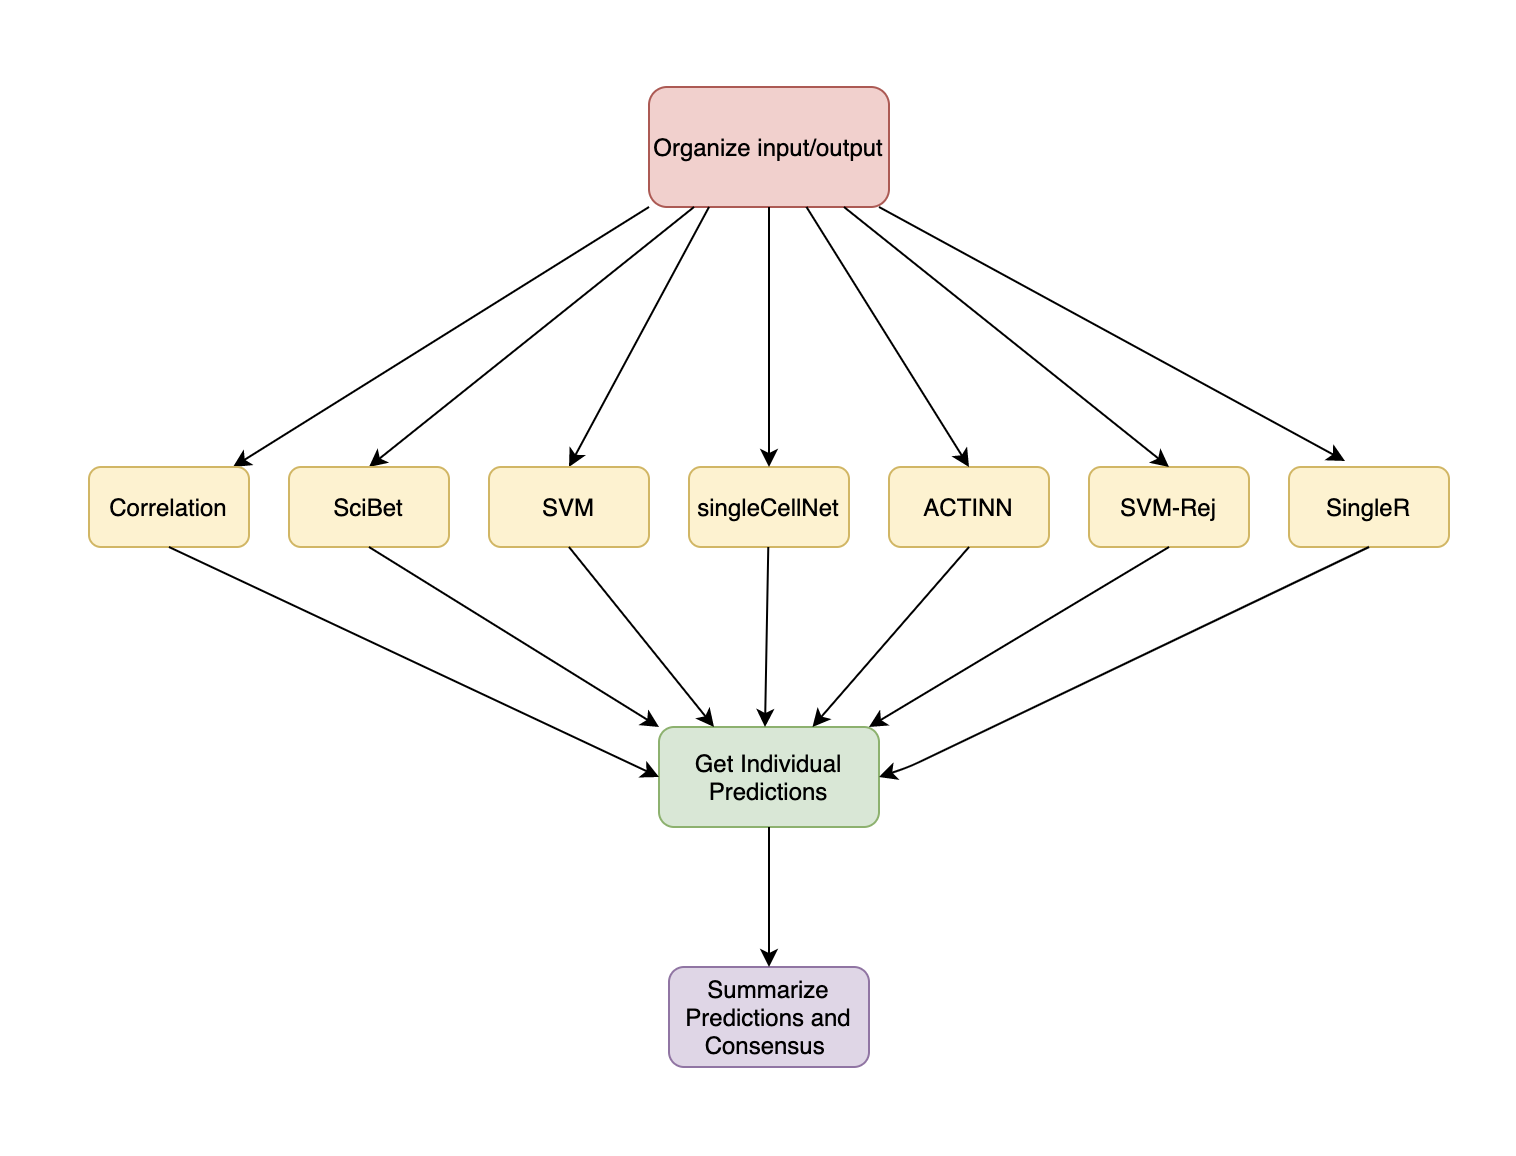 Organize input/output
Correlation
SciBet
SVM
singleCellNet
ACTINN
SVM-Rej
SingleR
Get Individual
Predictions
Summarize
Predictions and
Consensus